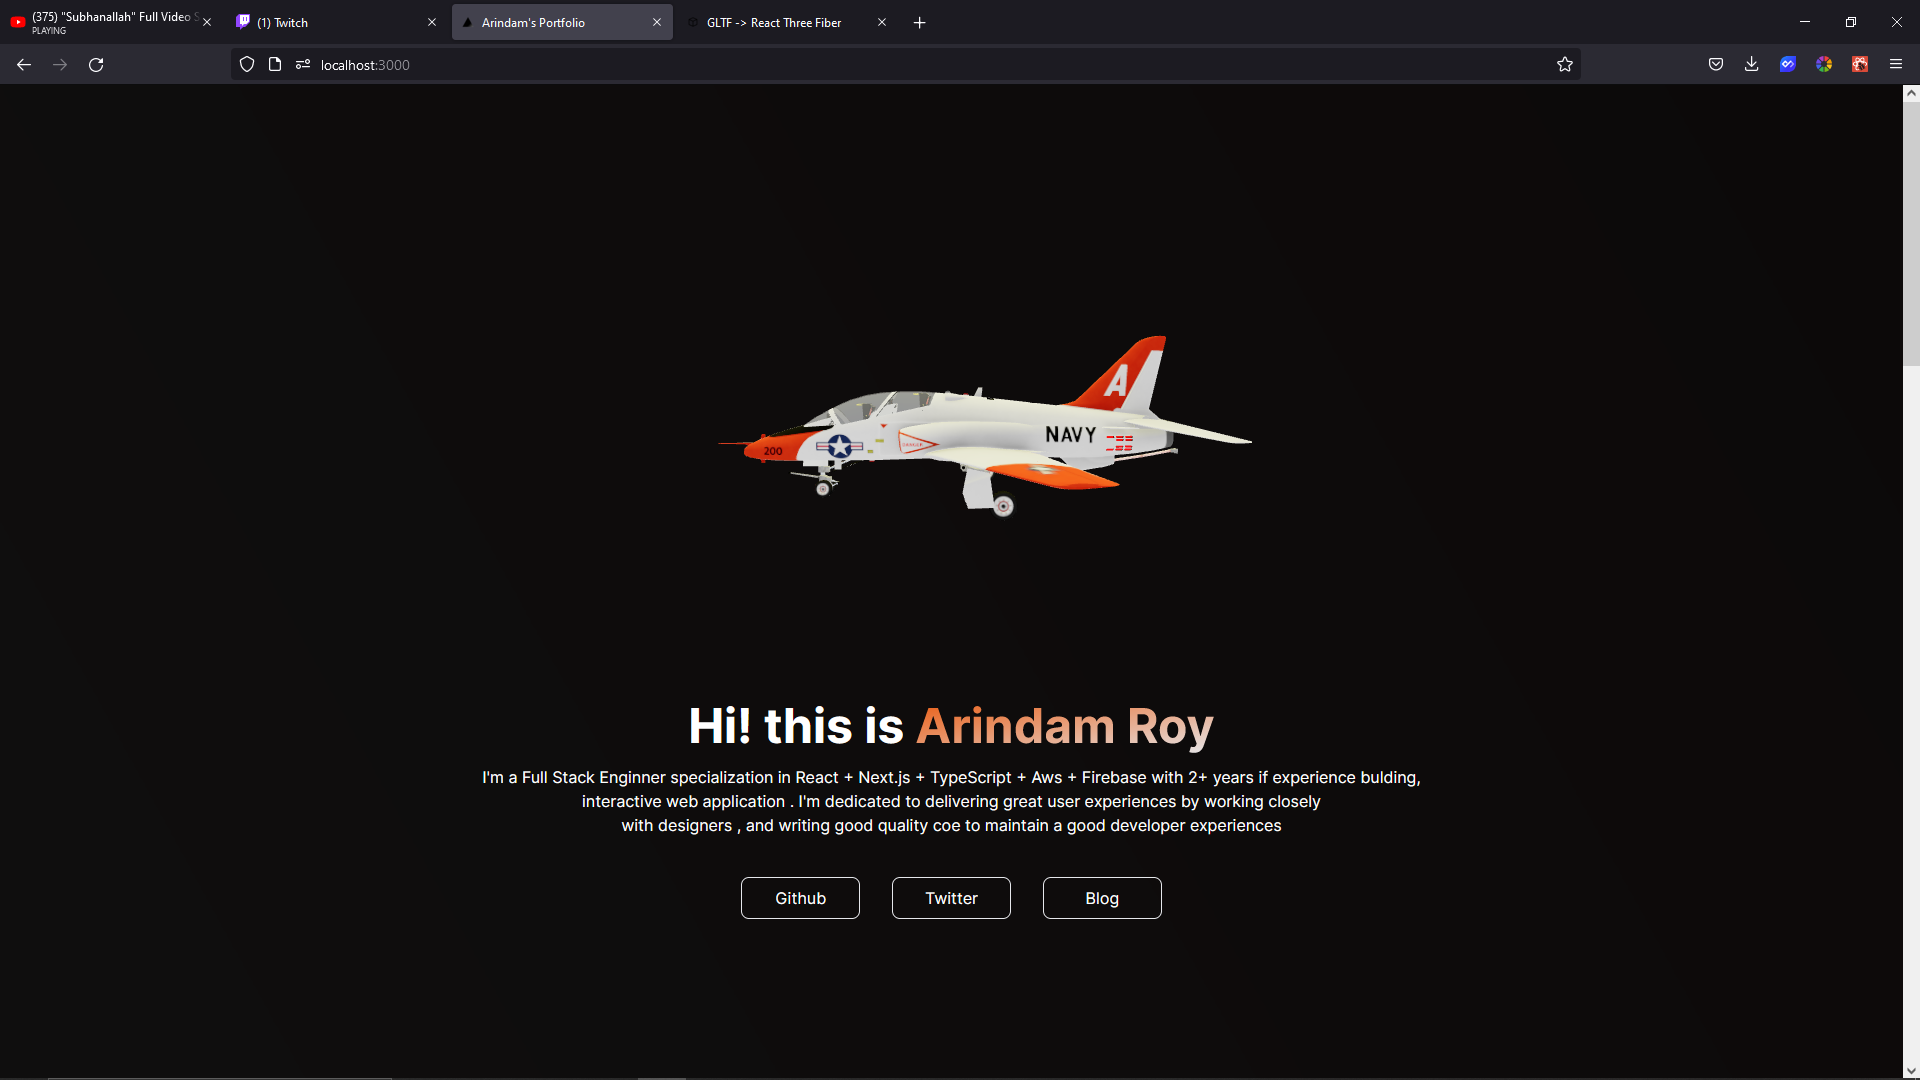 (375) "Subhanallah" Full Video S
PLAYING
(1) Twitch
Arindam's Portfolio
GLTF -> React Three Fiber
localhost:3000
A
NAVY
200
Hi! this is Arindam Roy
I'm a Full Stack Enginner specialization in React + Next.js + TypeScript + Aws + Firebase with 2+ years if experience bulding,
interactive web application . I'm dedicated to delivering great user experiences by working closely
with designers , and writing good quality coe to maintain a good developer experiences
Github
Twitter
Blog